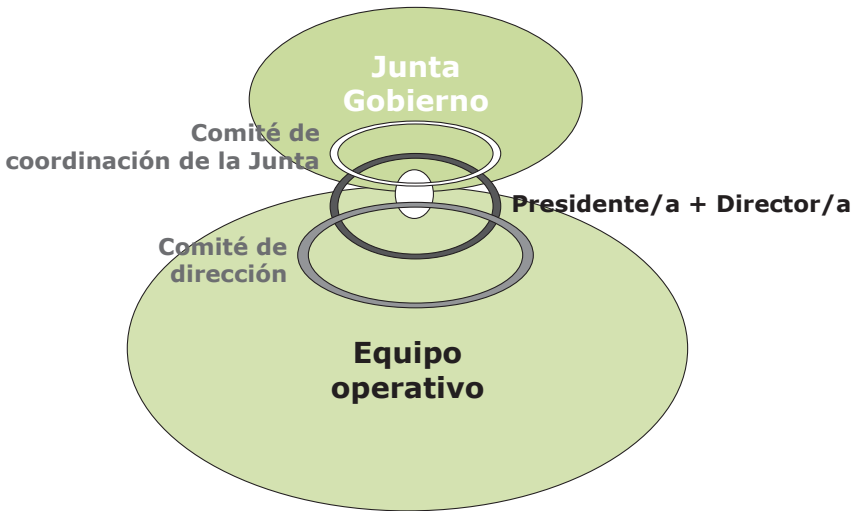 Junta
Gobierno
Comité de
coordinación de la Junta
Presidente/a + Director/a
Comité de
dirección
Equipo
operativo